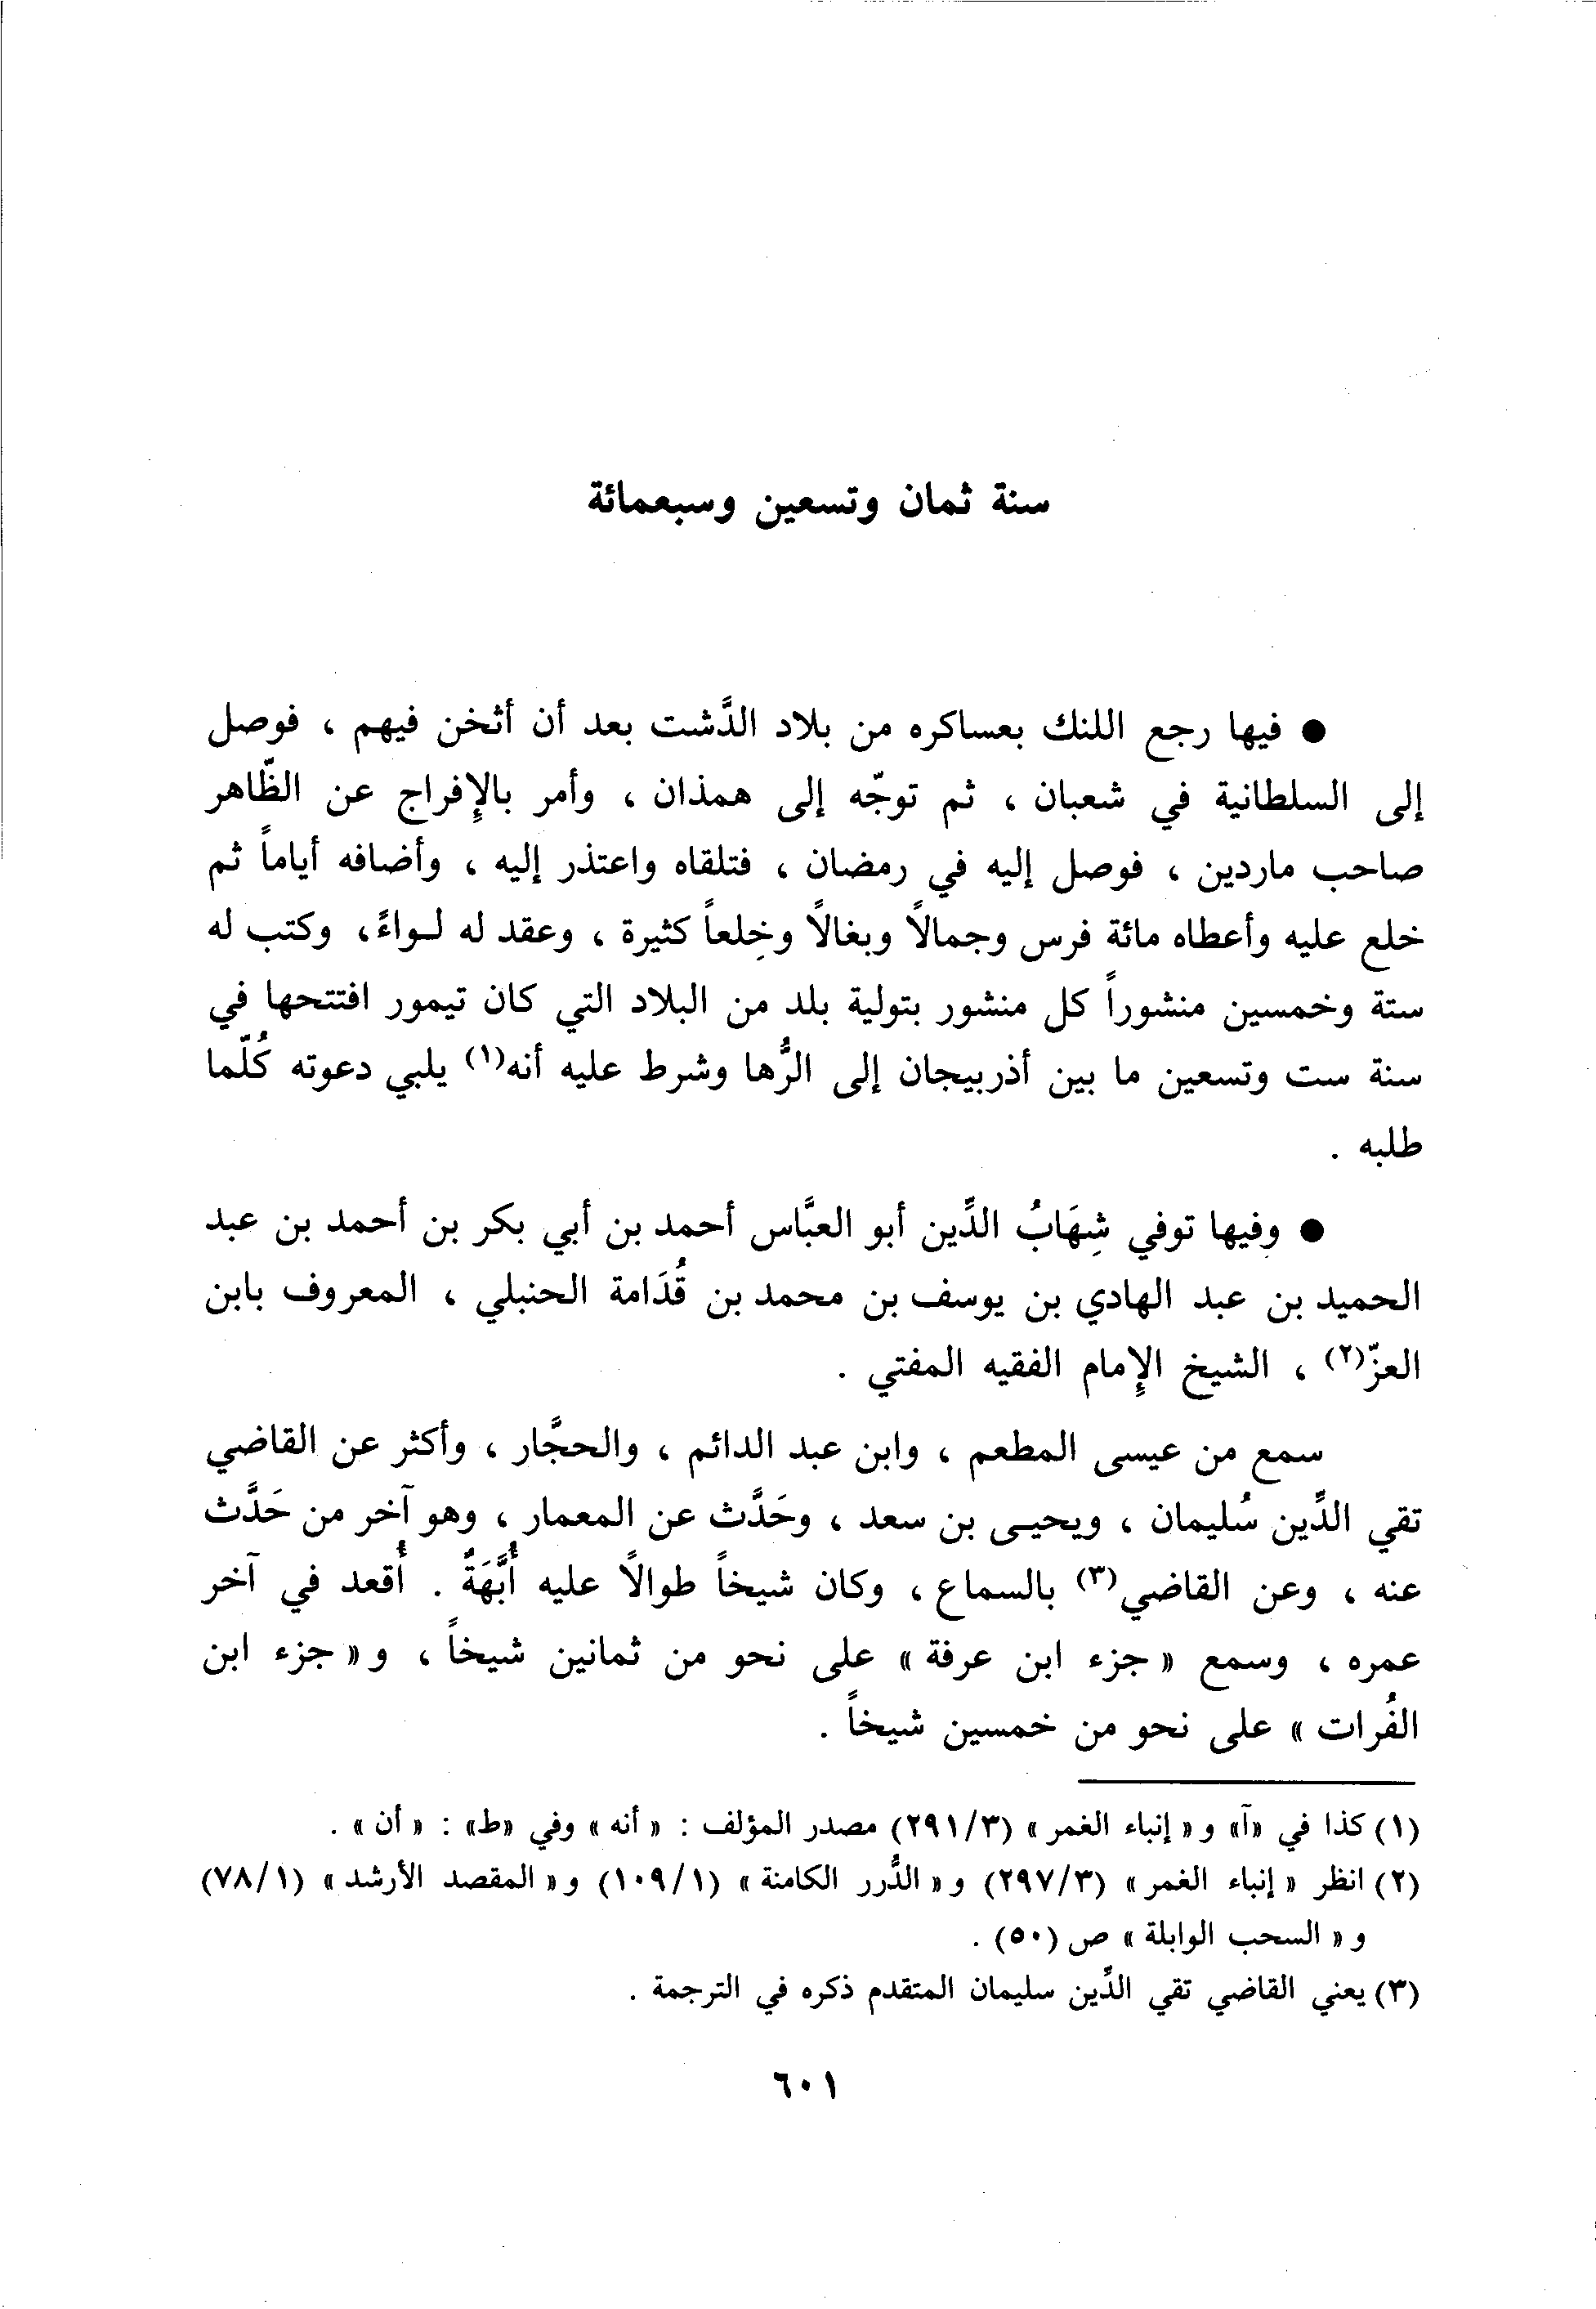 سنة ثمان وتسعين وسبعمائة
● فيها رجع اللنك بعساكره من بلاد الدَّشت بعد أن أثخن فيهم ، فوصل
إلى السلطانية في شعبان ، ثم توجّه إلى همذان ، وأمر بالإِفراج عن الظّاهر
صاحب ماردين ، فوصل إليه في رمضان ، فتلقاه واعتذر إليه ، وأضافه أياماً ثم
خلع عليه وأعطاه مائة فرس وجمالاً وبغالاً وخِلعاً كثيرة ، وعقد له لـواءً ، وكتب له
ستة وخمسين منشوراً كل منشور بتولية بلد من البلاد التي كان تيمور افتتحها في
سنة ست وتسعين ما بين أذربيجان إلى الرُّها وشرط عليه أنه(١) يلبي دعوته كُلّما
طلبه .
● وفيها توفي شِهَابُ الدِّين أبو العبَّاس أحمد بن أبي بكر بن أحمد بن عبد
الحميد بن عبد الهادي بن يوسف بن محمد بن قُدَامة الحنبلي ، المعروف بابن
العزّ(٢) ، الشيخ الإِمام الفقيه المفتي .
سمع من عيسى المطعم ، وابن عبد الدائم ، والحجَّار ، وأكثر عن القاضي
تقي الدِّين سُليمان ، ويحيـى بن سعد ، وحَدَّث عن المعمار ، وهو آخر من حَدَّث
عنه ، وعن القاضي(٣) بالسماع ، وكان شيخاً طوالاً عليه أُبَّهَةٌ . أُقعد في آخر
عمره ، وسمع « جزء ابن عرفة » على نحو من ثمانين شيخاً ، و « جزء ابن
الفُرات » على نحو من خمسين شيخاً .
(١) كذا في «آ» و « إنباء الغمر » (٢٩١/٣) مصدر المؤلف : « أنه » وفي «ط» : « أن » .
(٢) انظر « إنباء الغمر » (٢٩٧/٣) و « الدُّرر الكامنة » (١٠٩/١) و « المقصد الأرشد » (٧٨/١)
و « السحب الوابلة » ص (٥٠) .
(٣) يعني القاضي تقي الدِّين سليمان المتقدم ذكره في الترجمة .
٦٠١